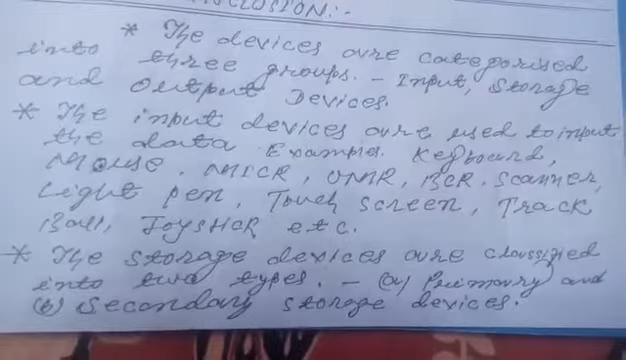 CONCLUSION:-
* The devices are categorised
into three groups. - Input, Storage
and Output Devices.
* The input devices are used to input
the data Example. Keyboard,
Mouse, MICR, OMR, BCR, Scanner,
Light pen, Touch screen, Track
Ball, Joystick etc.
* The storage devices are classified
into two types. - (a) Primary and
(b) Secondary storage devices.